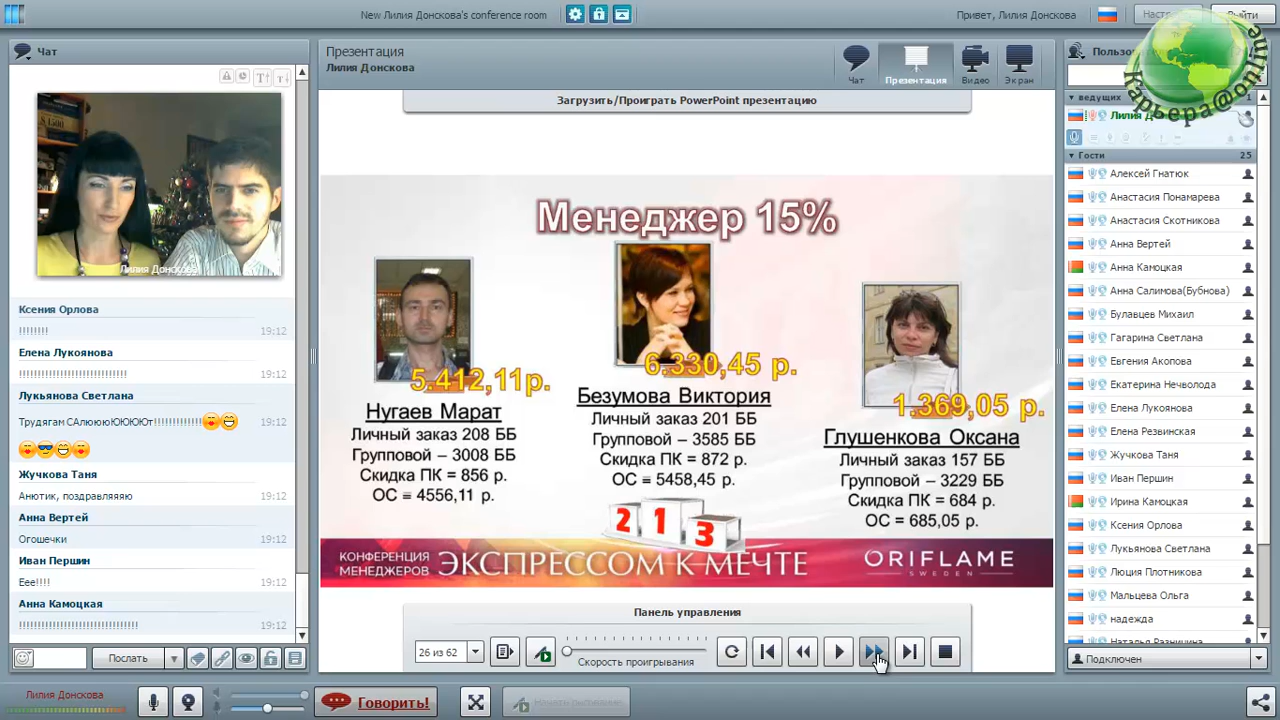 New Лилия Донскова's conference room
Привет, Лилия Донскова
Выйти
Чат
Лилия Донскова
Ксения Орлова
!!!!!!!!
19:12
Елена Лукоянова
!!!!!!!!!!!!!!!!!!!!!!!!!!!!!
19:12
Лукьянова Светлана
Трудягам САлюююЮЮЮЮт!!!!!!!!!!!!!
19:12
Жучкова Таня
Анютик, поздравляяяю
19:12
Анна Вертей
Огошечки
19:12
Иван Першин
Еее!!!!
19:12
Анна Камоцкая
!!!!!!!!!!!!!!!!!!!!!!!!!!!!!!!!
19:12
Послать
Презентация
Лилия Донскова
Чат
Презентация
Видео
Экран
Загрузить/Проиграть PowerPoint презентацию
Менеджер 15%
5.412,11р.
Нугаев Марат
Личный заказ 208 ББ
Групповой – 3008 ББ
Скидка ПК = 856 р.
ОС = 4556,11 р.
6.330,45 р.
Безумова Виктория
Личный заказ 201 ББ
Групповой – 3585 ББ
Скидка ПК = 872 р.
ОС = 5458,45 р.
1.369,05 р.
Глушенкова Оксана
Личный заказ 157 ББ
Групповой – 3229 ББ
Скидка ПК = 684 р.
ОС = 685,05 р.
2 1 3
КОНФЕРЕНЦИЯ
МЕНЕДЖЕРОВ
ЭКСПРЕССОМ К МЕЧТЕ
ORIFLAME
SWEDEN
Панель управления
26 из 62
Скорость проигрывания
Карьера@online
ведущих 1
Лилия
Гости 25
Алексей Гнатюк
Анастасия Понамарева
Анастасия Скотникова
Анна Вертей
Анна Камоцкая
Анна Салимова(Бубнова)
Булавцев Михаил
Гагарина Светлана
Евгения Акопова
Екатерина Нечволода
Елена Лукоянова
Елена Резвинская
Жучкова Таня
Иван Першин
Ирина Камоцкая
Ксения Орлова
Лукьянова Светлана
Люция Плотникова
Мальцева Ольга
надежда
Наталья Разинёва
Подключен
Лилия Донскова
Говорить!